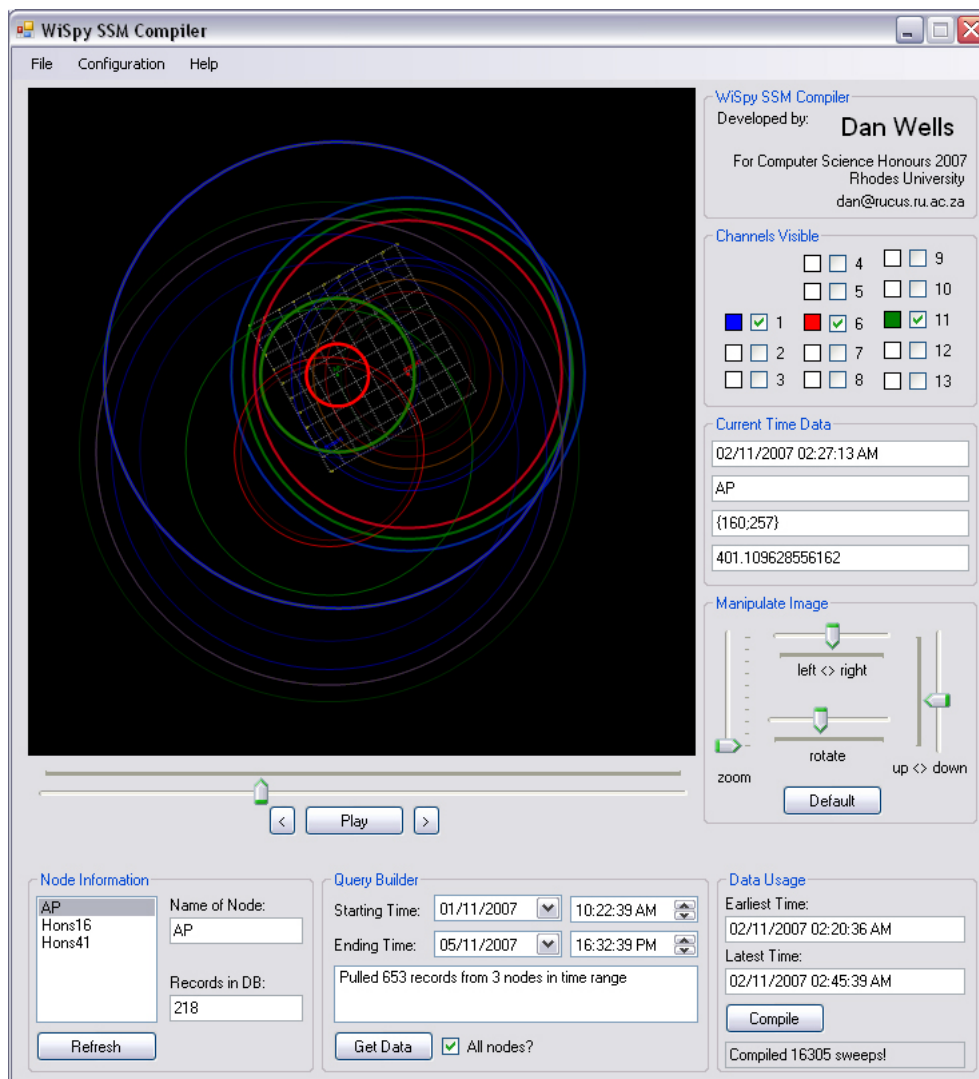 WiSpy SSM Compiler
File Configuration Help
WiSpy SSM Compiler
Developed by: Dan Wells
For Computer Science Honours 2007
Rhodes University
dan@rucus.ru.ac.za
Channels Visible
4 9
5 10
1 6 11
2 7 12
3 8 13
Current Time Data
02/11/2007 02:27:13 AM
AP
{160;257}
401.109628556162
Manipulate Image
left <> right
rotate
zoom
up <> down
Default
< Play >
Node Information
AP
Hons16
Hons41
Name of Node:
AP
Records in DB:
218
Refresh
Query Builder
Starting Time: 01/11/2007 10:22:39 AM
Ending Time: 05/11/2007 16:32:39 PM
Pulled 653 records from 3 nodes in time range
Get Data All nodes?
Data Usage
Earliest Time:
02/11/2007 02:20:36 AM
Latest Time:
02/11/2007 02:45:39 AM
Compile
Compiled 16305 sweeps!